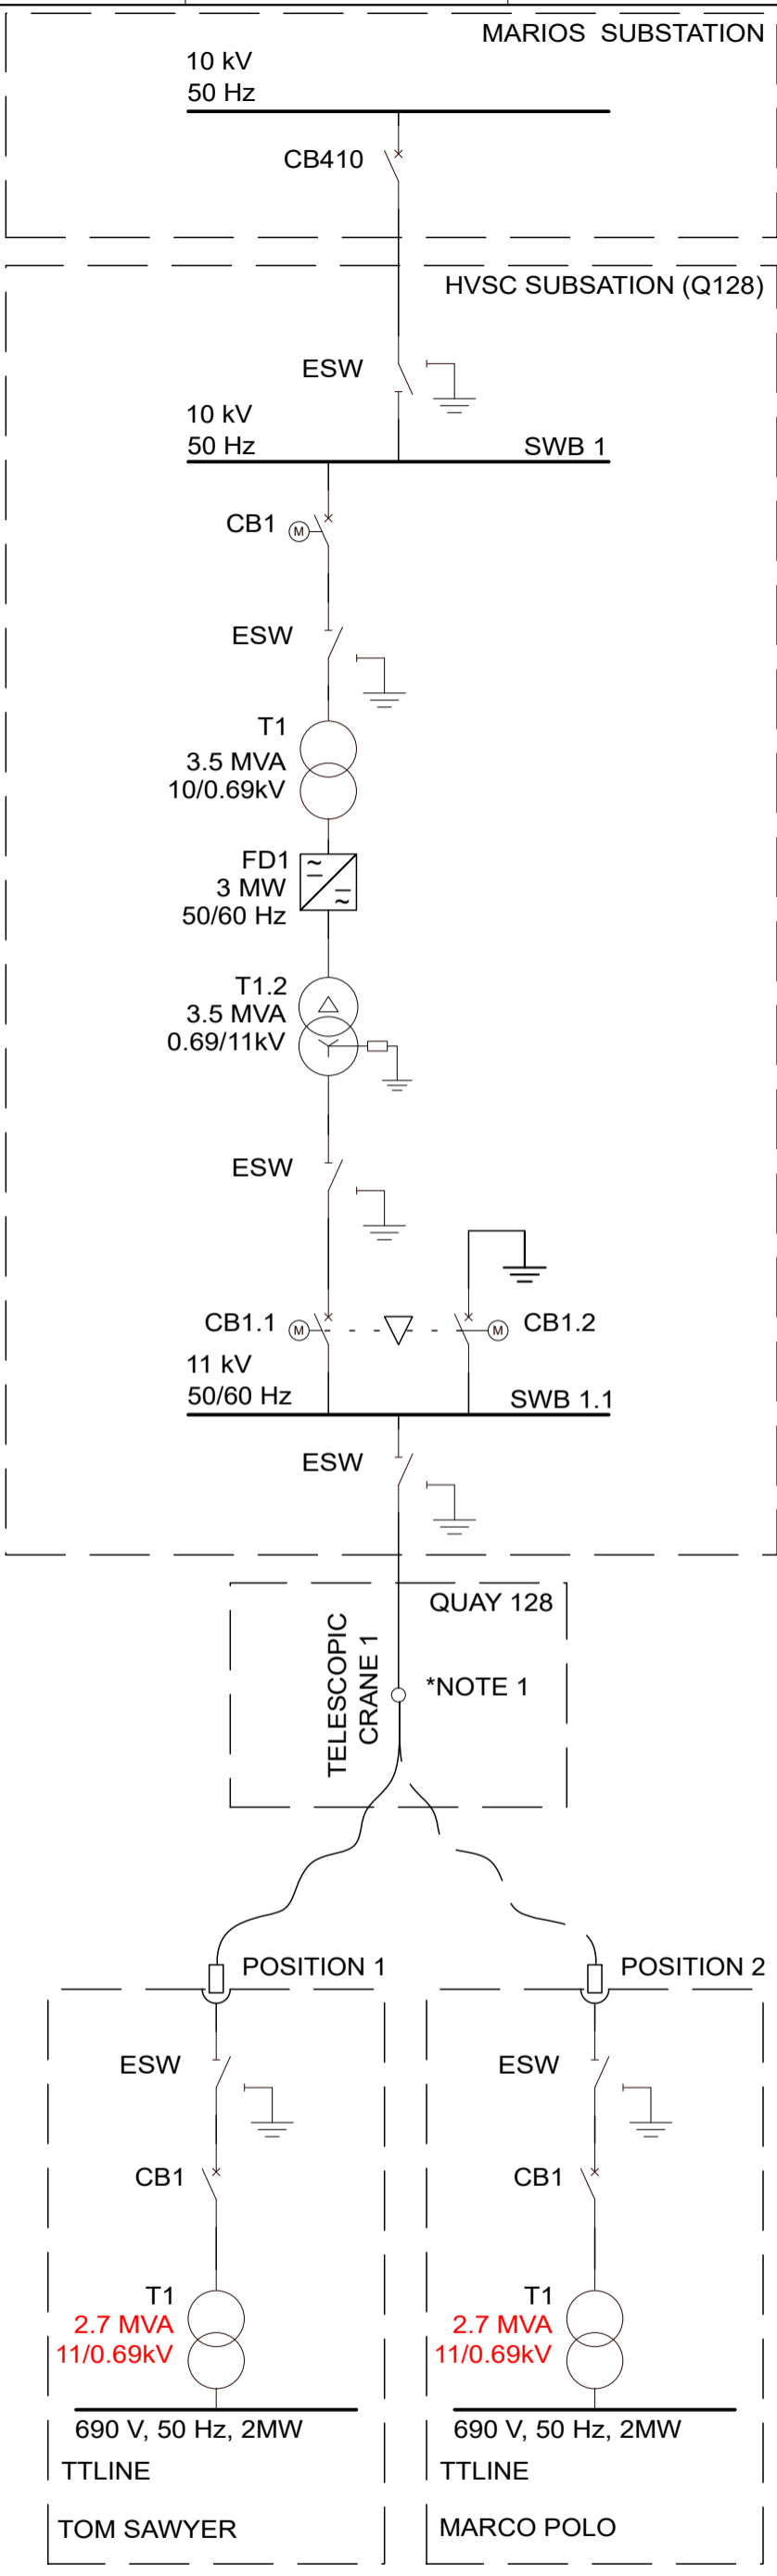 MARIOS SUBSTATION
10 kV
50 Hz
CB410
HVSC SUBSATION (Q128)
ESW
10 kV
50 Hz
SWB 1
CB1
M
ESW
T1
3.5 MVA
10/0.69kV
FD1
3 MW
50/60 Hz
T1.2
3.5 MVA
0.69/11kV
ESW
CB1.1
M
M
CB1.2
11 kV
50/60 Hz
SWB 1.1
ESW
QUAY 128
TELESCOPIC
CRANE 1
*NOTE 1
POSITION 1
POSITION 2
ESW
ESW
CB1
CB1
T1
2.7 MVA
11/0.69kV
T1
2.7 MVA
11/0.69kV
690 V, 50 Hz, 2MW
690 V, 50 Hz, 2MW
TTLINE
TTLINE
TOM SAWYER
MARCO POLO